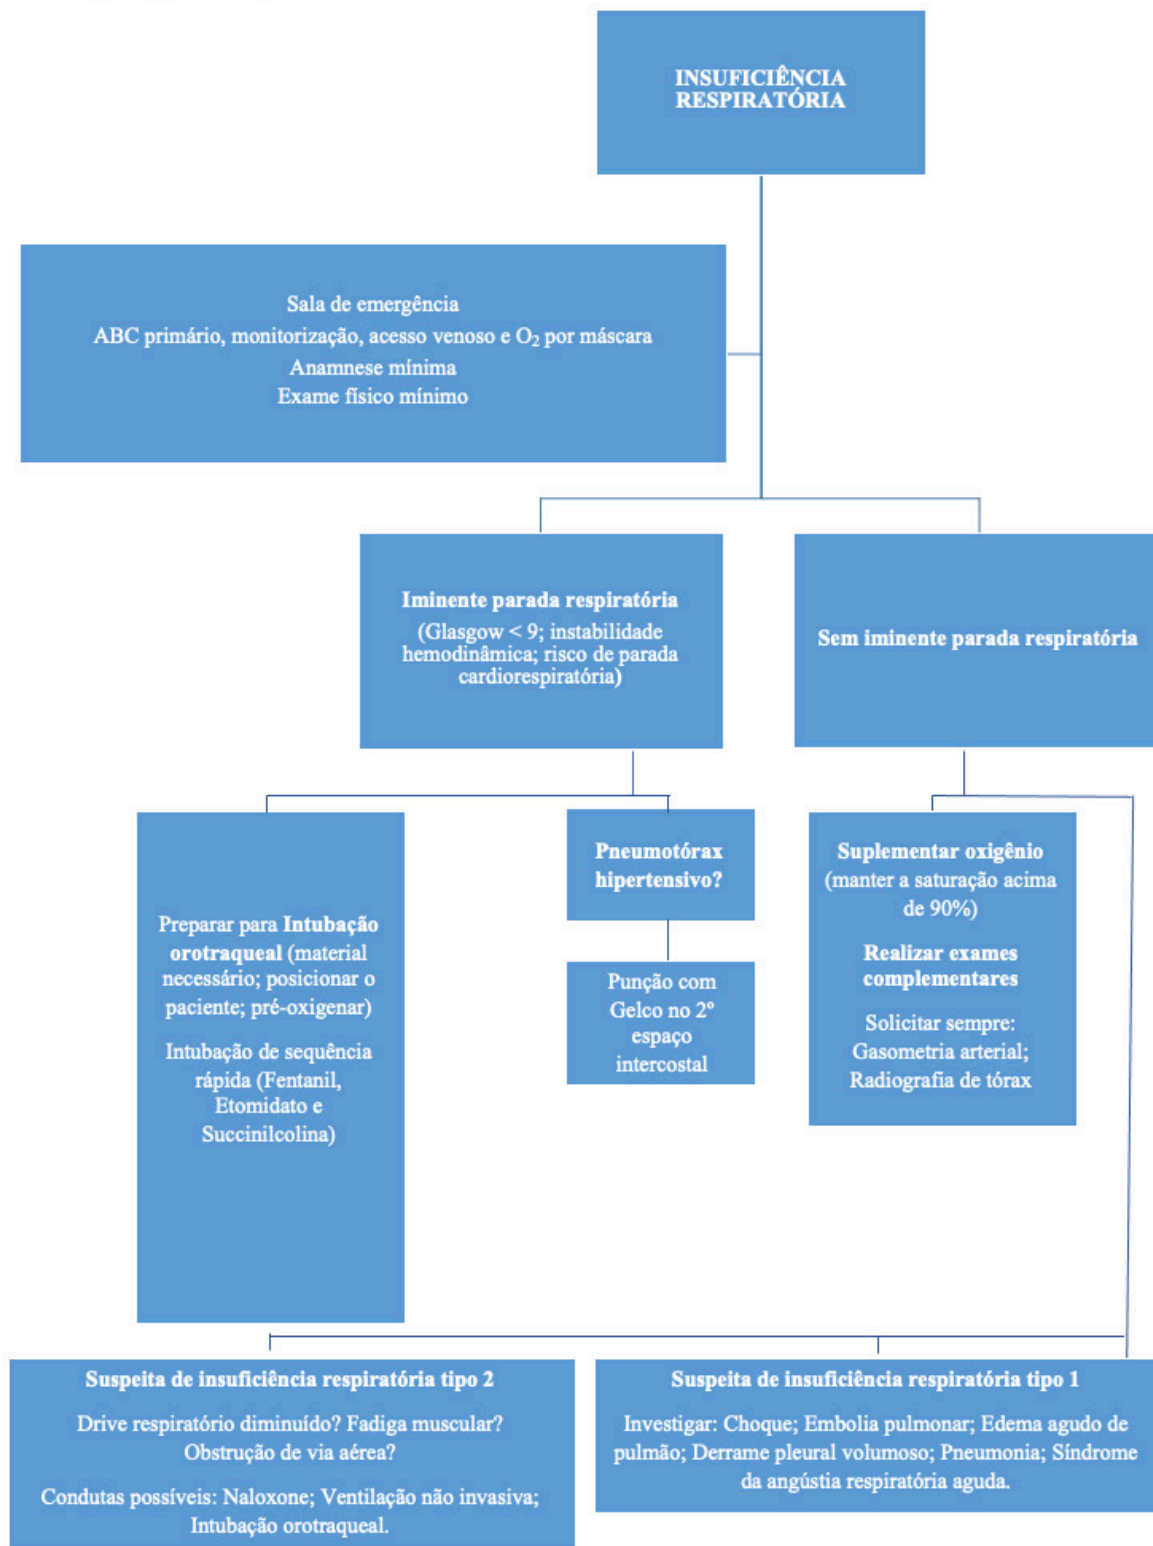 INSUFICIÊNCIA
RESPIRATÓRIA
Sala de emergência
ABC primário, monitorização, acesso venoso e O₂ por máscara
Anamnese mínima
Exame físico mínimo
Iminente parada respiratória
(Glasgow < 9; instabilidade
hemodinâmica; risco de parada
cardiorespiratória)
Sem iminente parada respiratória
Preparar para Intubação
orotraqueal (material
necessário; posicionar o
paciente; pré-oxigenar)
Intubação de sequência
rápida (Fentanil,
Etomidato e
Succinilcolina)
Pneumotórax
hipertensivo?
Punção com
Gelco no 2º
espaço
intercostal
Suplementar oxigênio
(manter a saturação acima
de 90%)
Realizar exames
complementares
Solicitar sempre:
Gasometria arterial;
Radiografia de tórax
Suspeita de insuficiência respiratória tipo 2
Drive respiratório diminuído? Fadiga muscular?
Obstrução de via aérea?
Condutas possíveis: Naloxone; Ventilação não invasiva;
Intubação orotraqueal.
Suspeita de insuficiência respiratória tipo 1
Investigar: Choque; Embolia pulmonar; Edema agudo de
pulmão; Derrame pleural volumoso; Pneumonia; Síndrome
da angústia respiratória aguda.